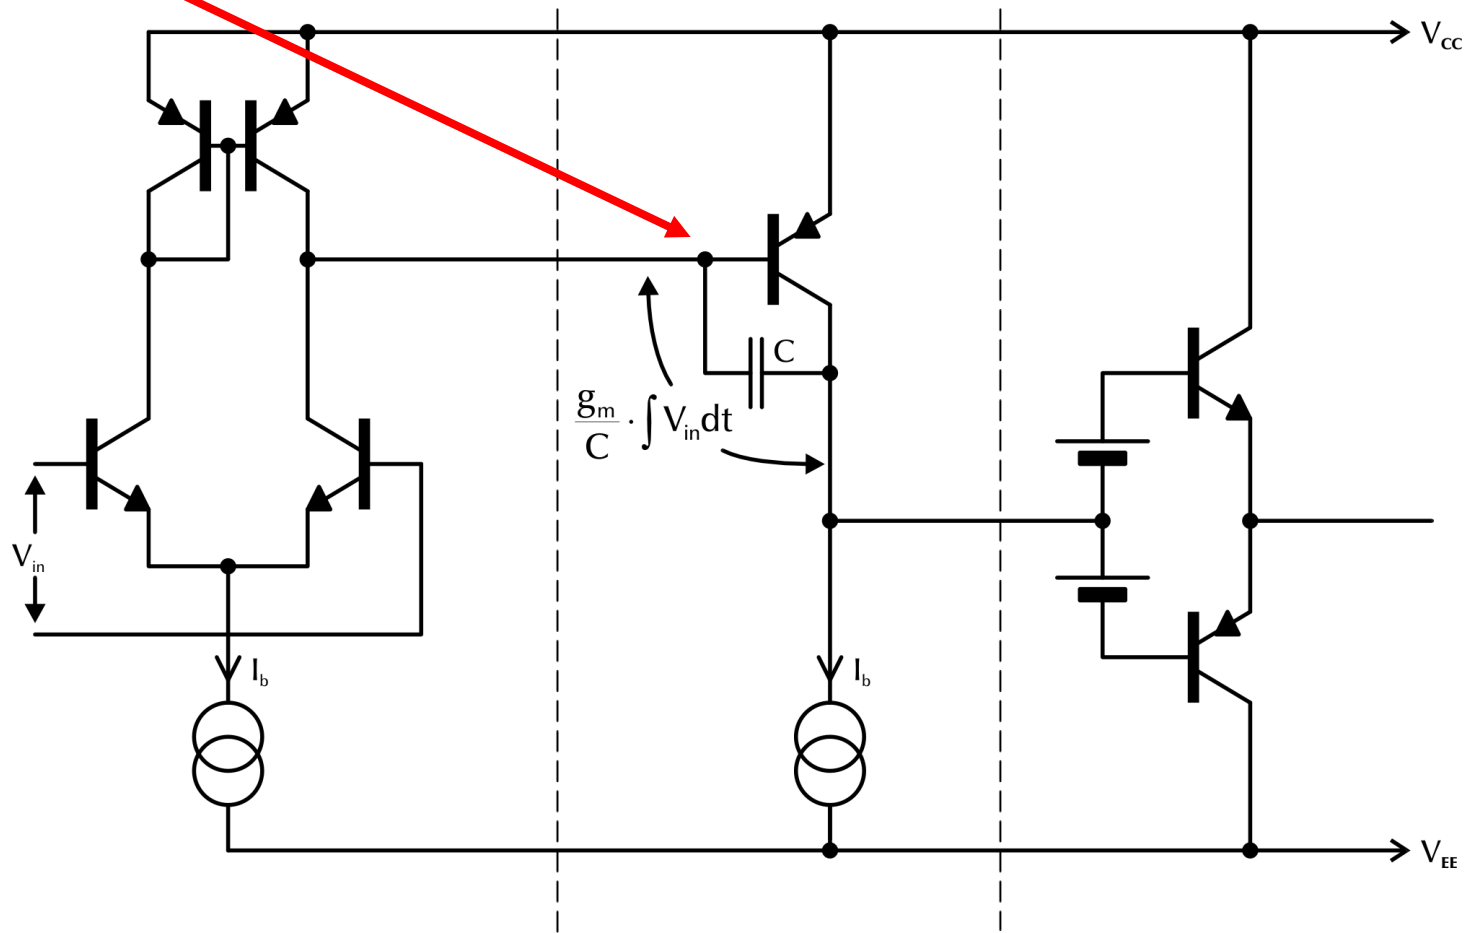 V_CC
C
g_m/C · ∫ V_in dt
V_in
I_b
I_b
V_EE